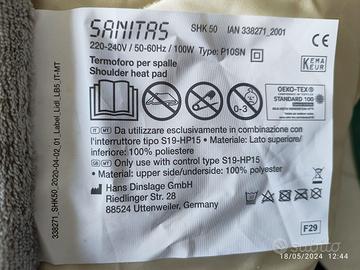 SANITAS
SHK 50 IAN 338271_2001
220-240V / 50-60Hz / 100W Type: P10SN
Termoforo per spalle
Shoulder heat pad
KEMA
KEUR
0-3
OEKO-TEX®
STANDARD 100
IT MT Da utilizzare esclusivamente in combinazione con
l'interruttore tipo S19-HP15 - Materiale: Lato superiore/
inferiore: 100% poliestere
GB MT Only use with control type S19-HP15
- Material: upper side/underside: 100% polyester
Hans Dinslage GmbH
Riedlinger Str. 28
88524 Uttenweiler, Germany
F29
338271_SHK50_2020-04-02_01_Label_Lidl_LB5_IT-MT
subito
18/05/2024 12:44